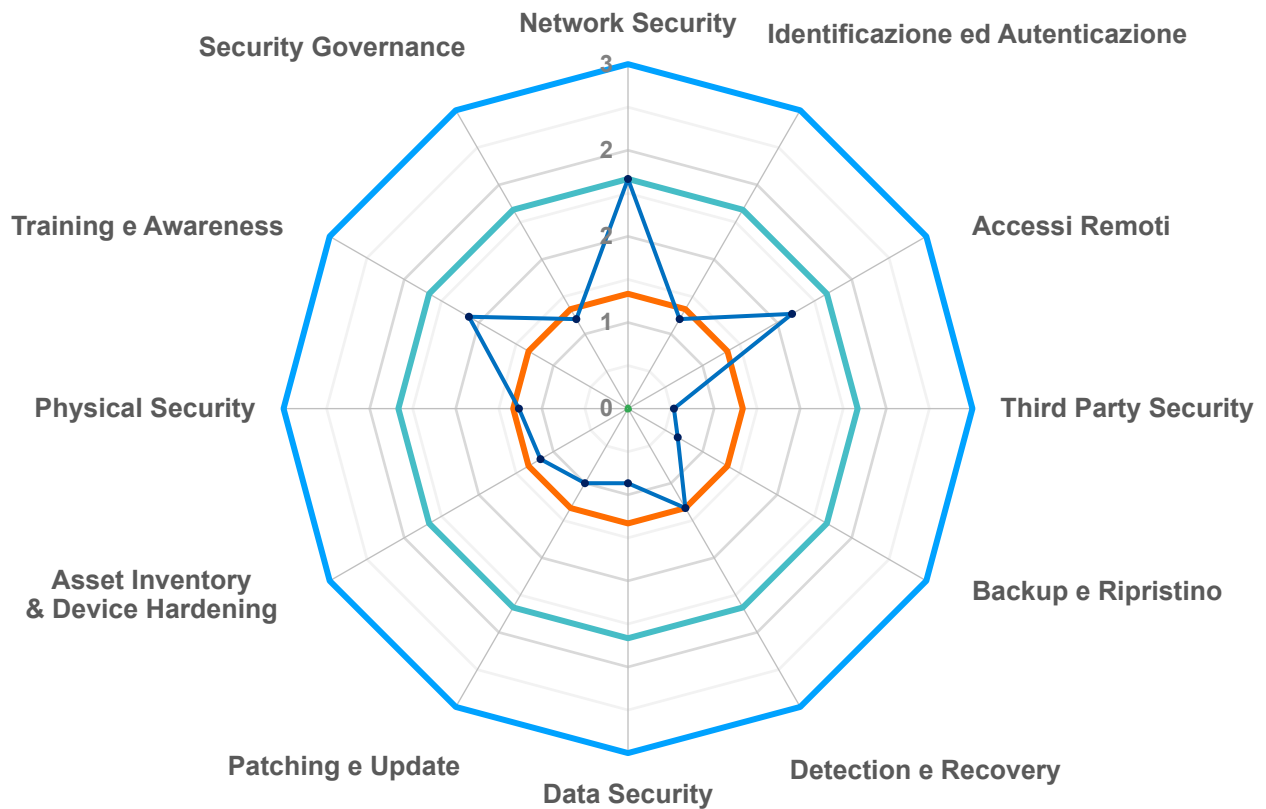 Network Security
Identificazione ed Autenticazione
Security Governance
3
2
Training e Awareness
Accessi Remoti
2
1
Physical Security
0
Third Party Security
Asset Inventory
& Device Hardening
Backup e Ripristino
Patching e Update
Detection e Recovery
Data Security